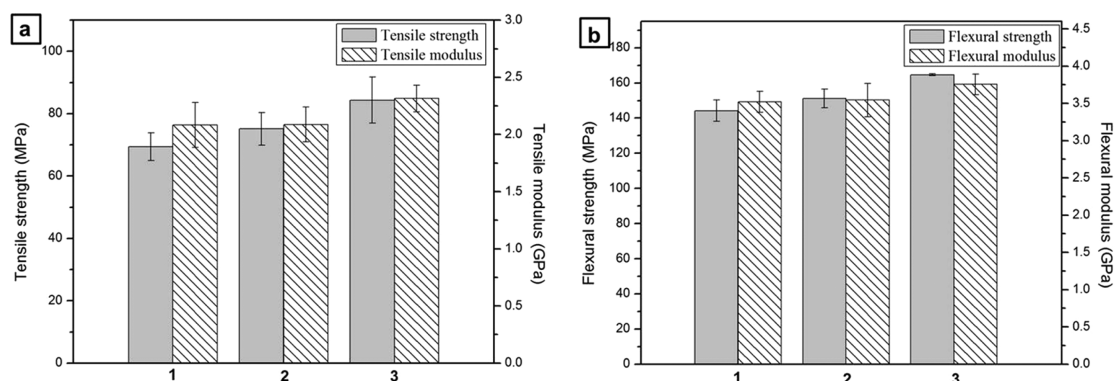 a
Tensile strength
Tensile modulus
Tensile strength (MPa)
100
80
60
40
20
0
3.0
2.5
2.0
1.5
1.0
0.5
0.0
Tensile modulus (GPa)
1 2 3
b
Flexural strength
Flexural modulus
Flexural strength (MPa)
180
160
140
120
100
80
60
40
20
0
4.5
4.0
3.5
3.0
2.5
2.0
1.5
1.0
0.5
0.0
Flexural modulus (GPa)
1 2 3